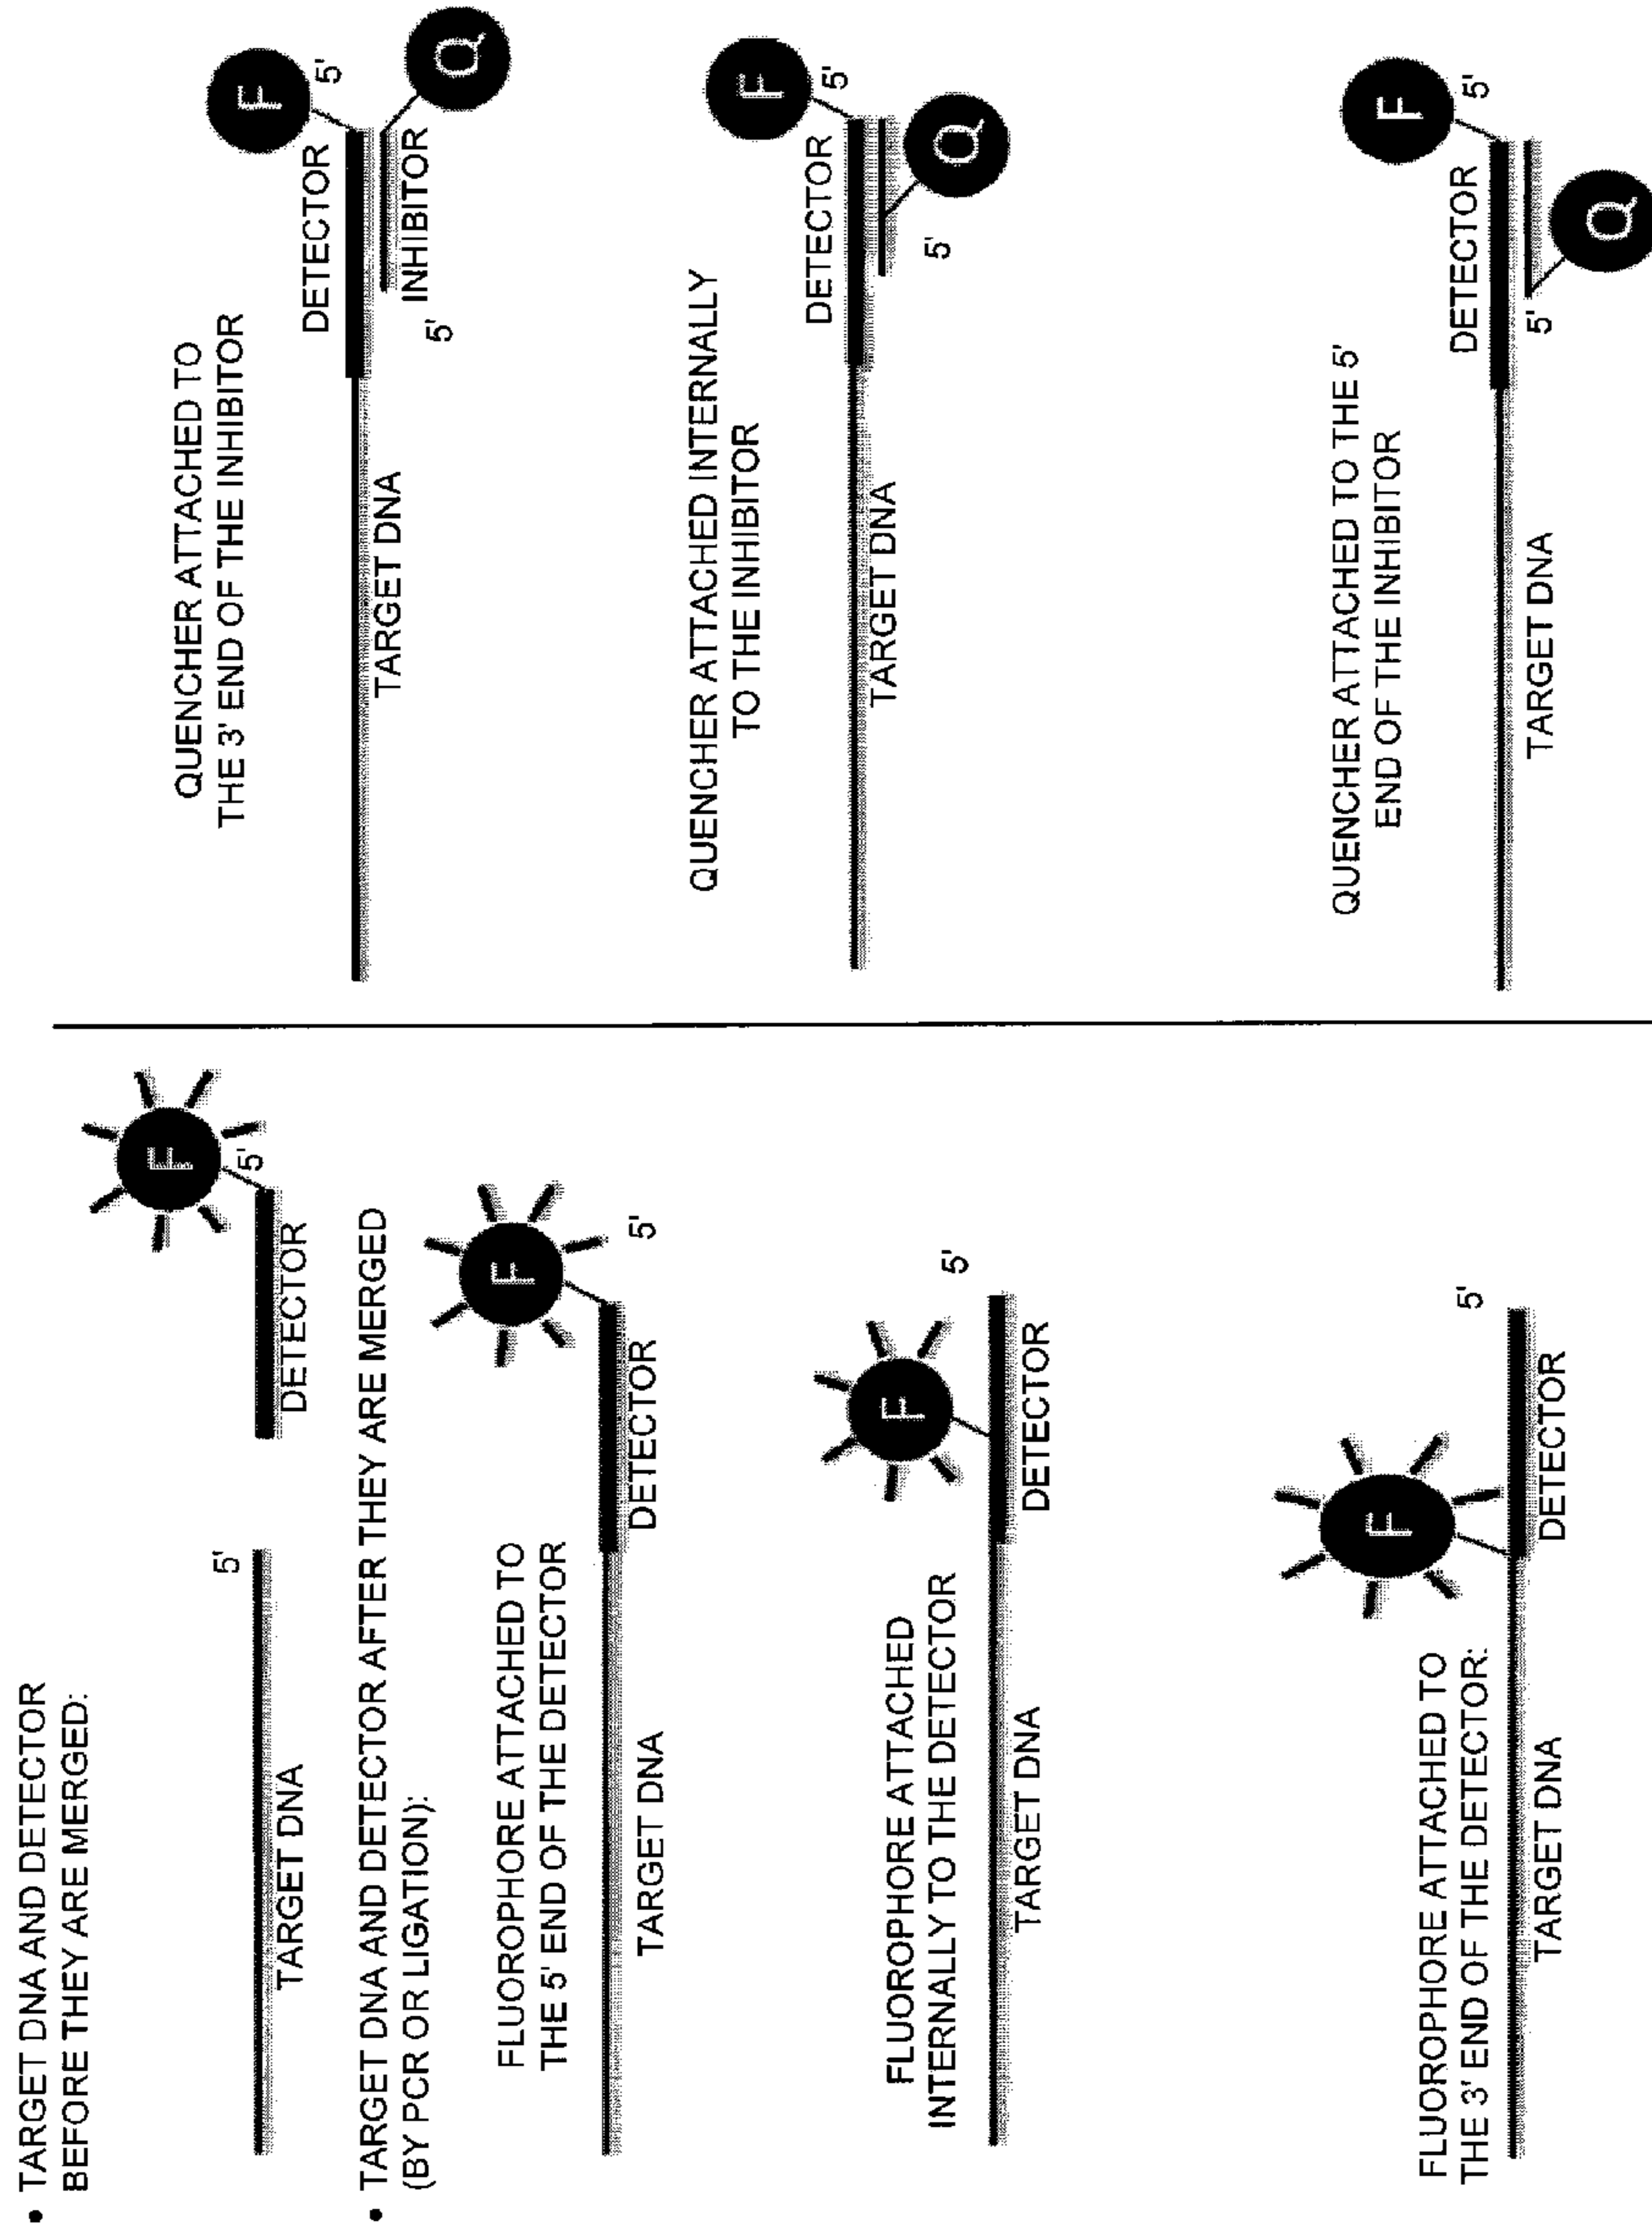 • TARGET DNA AND DETECTOR
BEFORE THEY ARE MERGED:
5'
TARGET DNA
F
5'
DETECTOR
• TARGET DNA AND DETECTOR AFTER THEY ARE MERGED
(BY PCR OR LIGATION):
FLUOROPHORE ATTACHED TO
THE 5' END OF THE DETECTOR
F
5'
TARGET DNA
DETECTOR
FLUOROPHORE ATTACHED
INTERNALLY TO THE DETECTOR
F
5'
TARGET DNA
DETECTOR
FLUOROPHORE ATTACHED TO
THE 3' END OF THE DETECTOR:
F
5'
TARGET DNA
DETECTOR
QUENCHER ATTACHED TO
THE 3' END OF THE INHIBITOR
F
5'
DETECTOR
TARGET DNA
INHIBITOR
5'
Q
QUENCHER ATTACHED INTERNALLY
TO THE INHIBITOR
F
5'
DETECTOR
TARGET DNA
5'
Q
QUENCHER ATTACHED TO THE 5'
END OF THE INHIBITOR
F
5'
DETECTOR
TARGET DNA
5'
Q